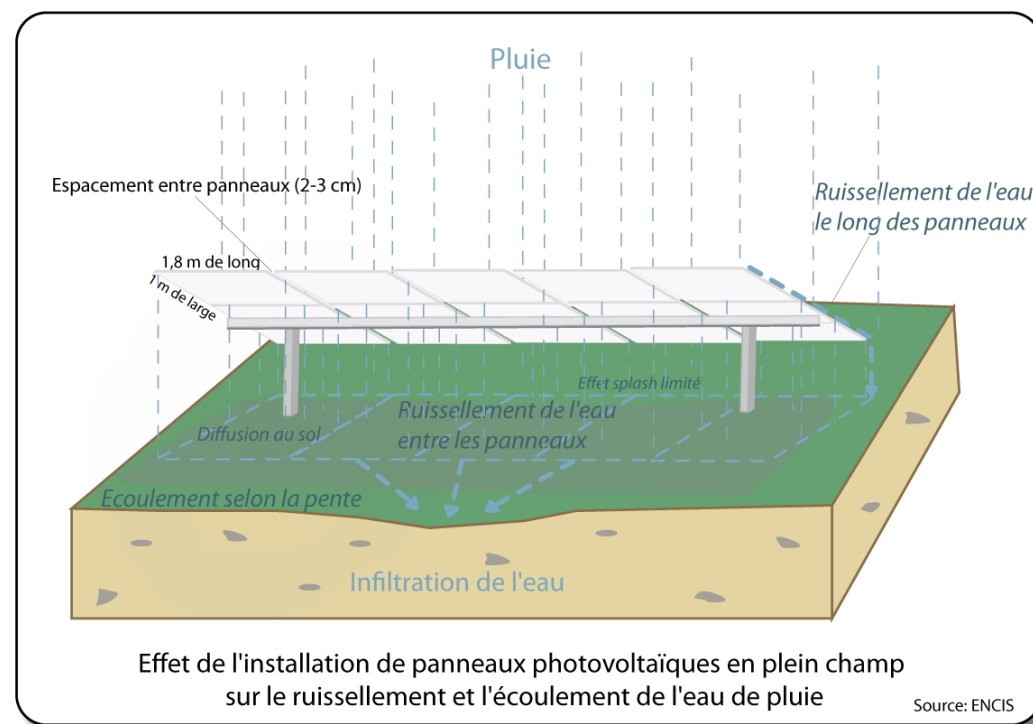 Pluie
Espacement entre panneaux (2-3 cm)
Ruissellement de l'eau
le long des panneaux
1,8 m de long
1 m de large
Effet splash limité
Ruissellement de l'eau
entre les panneaux
Diffusion au sol
Ecoulement selon la pente
Infiltration de l'eau
Effet de l'installation de panneaux photovoltaïques en plein champ
sur le ruissellement et l'écoulement de l'eau de pluie
Source: ENCIS